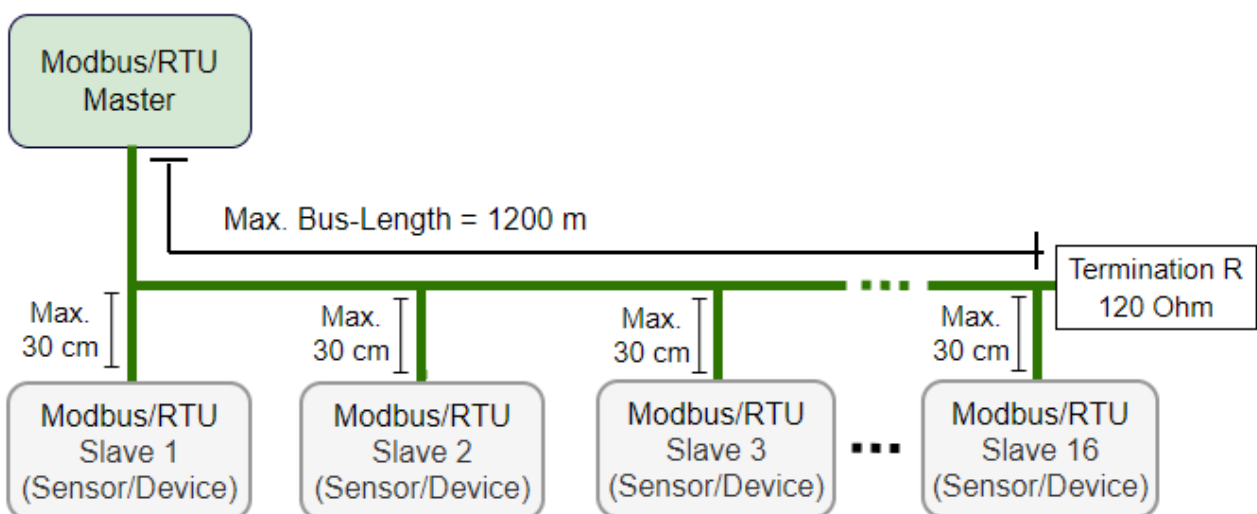 Modbus/RTU
Master
Max. Bus-Length = 1200 m
Termination R
120 Ohm
Max.
30 cm
Max.
30 cm
Max.
30 cm
Max.
30 cm
Modbus/RTU
Slave 1
(Sensor/Device)
Modbus/RTU
Slave 2
(Sensor/Device)
Modbus/RTU
Slave 3
(Sensor/Device)
Modbus/RTU
Slave 16
(Sensor/Device)